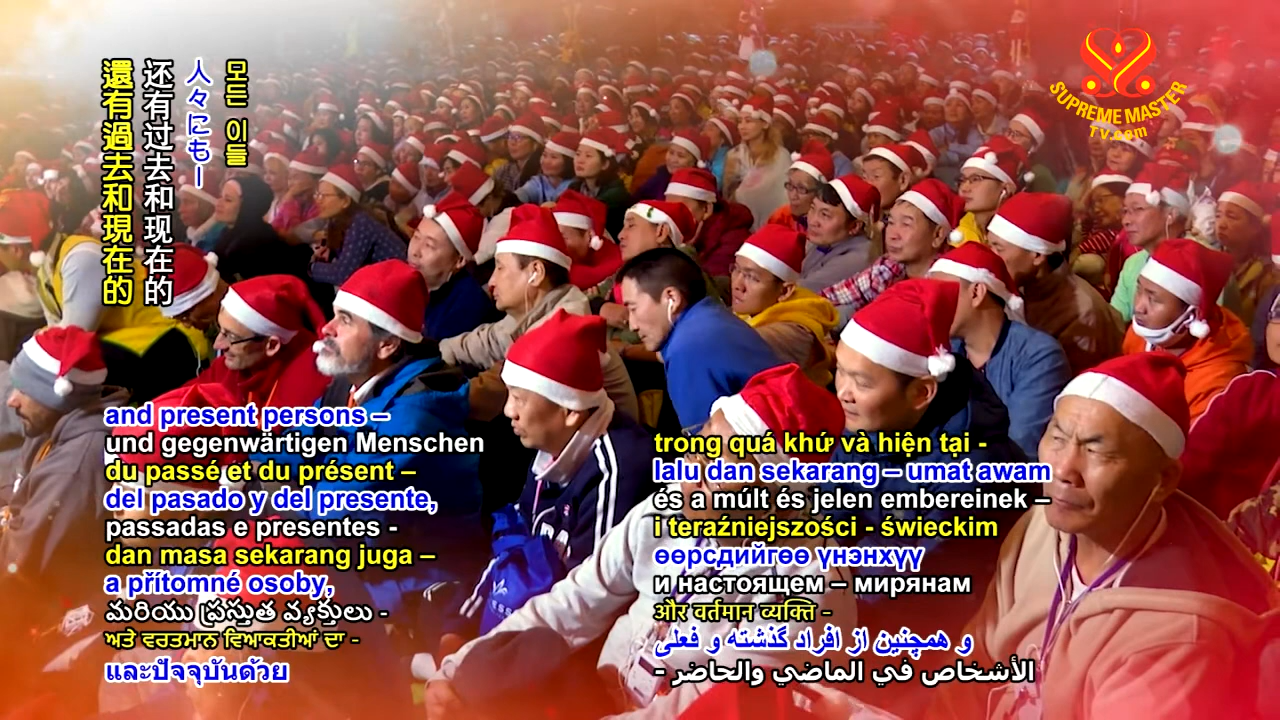 SUPREME MASTER
TV.com
모든 이들
人々にもー
还有过去和现在的
還有過去和現在的
and present persons –
und gegenwärtigen Menschen
du passé et du présent –
del pasado y del presente,
passadas e presentes -
dan masa sekarang juga –
a přítomné osoby,
మరియు ప్రస్తుత వ్యక్తులు -
ਅਤੇ ਵਰਤਮਾਨ ਵਿਆਕਤੀਆਂ ਦਾ -
และปัจจุบันด้วย
trong quá khứ và hiện tại -
lalu dan sekarang – umat awam
és a múlt és jelen embereinek –
i teraźniejszości - świeckim
өөрсдийгөө үнэнхүү
и настоящем – мирянам
और वर्तमान व्यक्ति -
و همچنین از افراد گذشته و فعلی
الأشخاص في الماضي والحاضر -